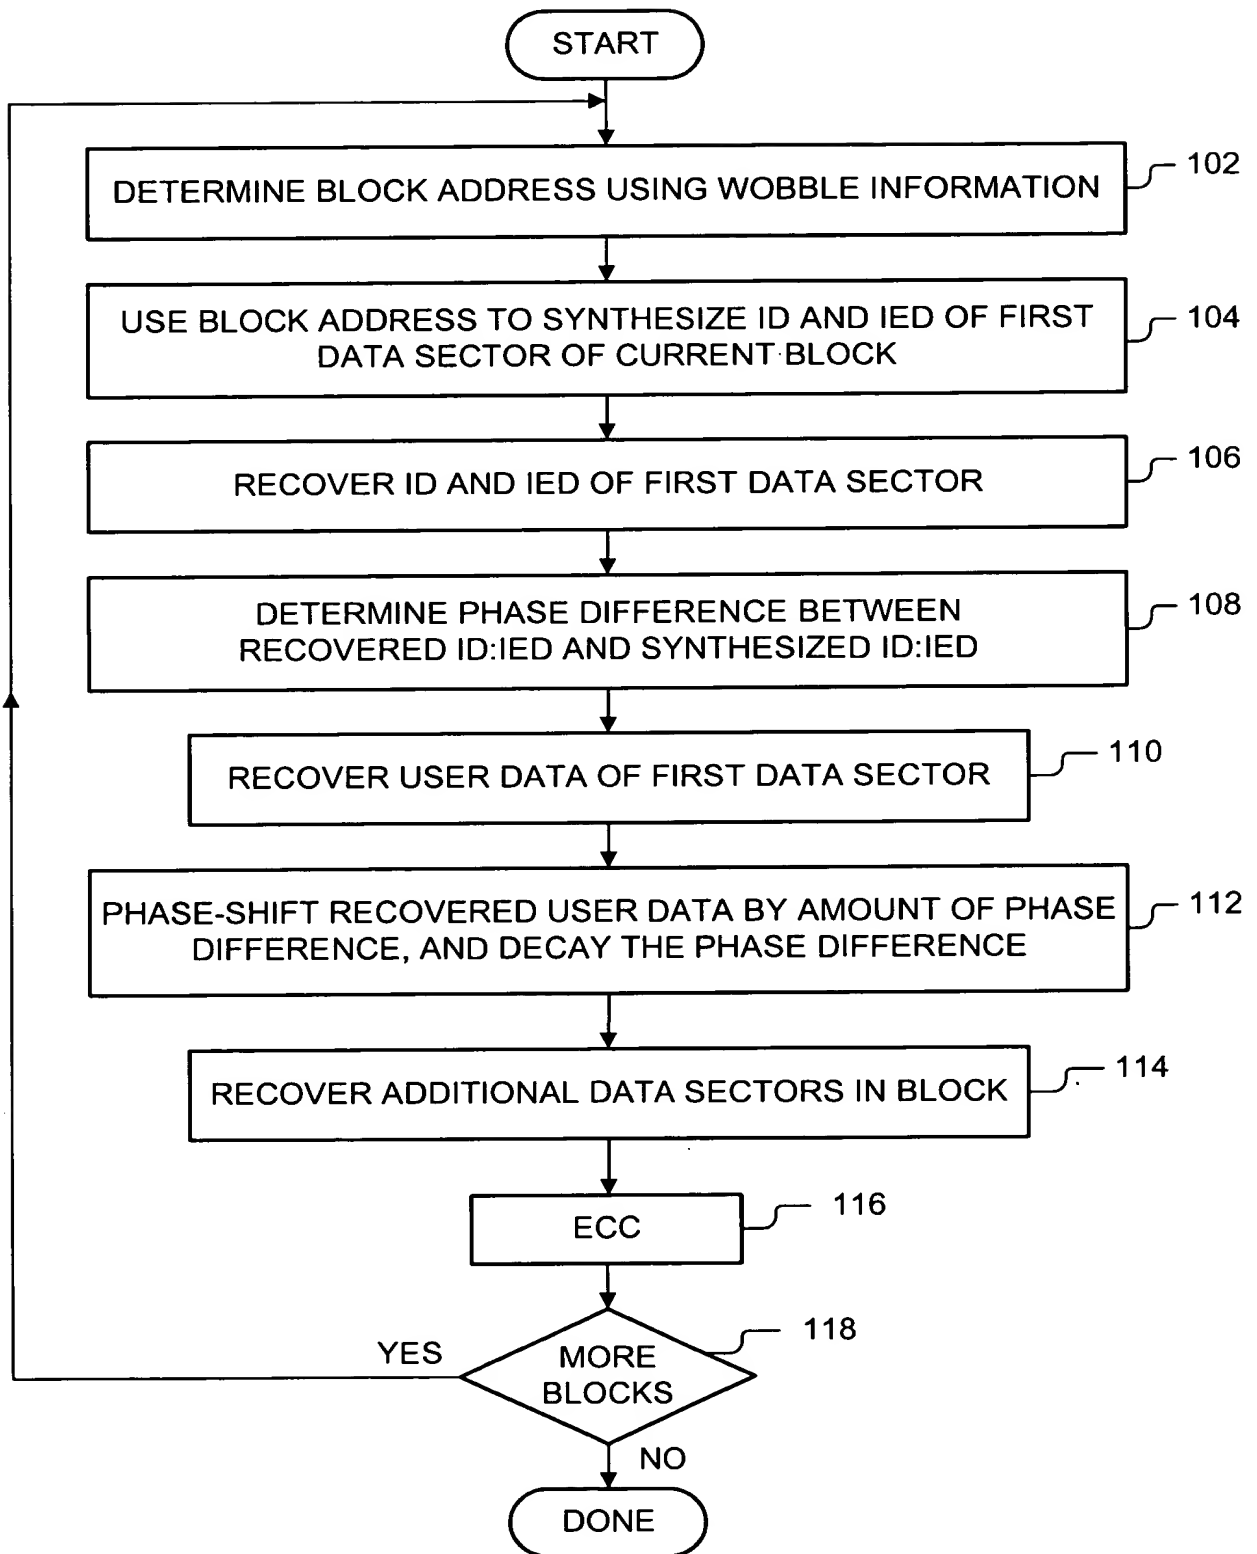 START
DETERMINE BLOCK ADDRESS USING WOBBLE INFORMATION
102
USE BLOCK ADDRESS TO SYNTHESIZE ID AND IED OF FIRST
DATA SECTOR OF CURRENT BLOCK
104
RECOVER ID AND IED OF FIRST DATA SECTOR
106
DETERMINE PHASE DIFFERENCE BETWEEN
RECOVERED ID:IED AND SYNTHESIZED ID:IED
108
RECOVER USER DATA OF FIRST DATA SECTOR
110
PHASE-SHIFT RECOVERED USER DATA BY AMOUNT OF PHASE
DIFFERENCE, AND DECAY THE PHASE DIFFERENCE
112
RECOVER ADDITIONAL DATA SECTORS IN BLOCK
114
ECC
116
YES
MORE
BLOCKS
118
NO
DONE